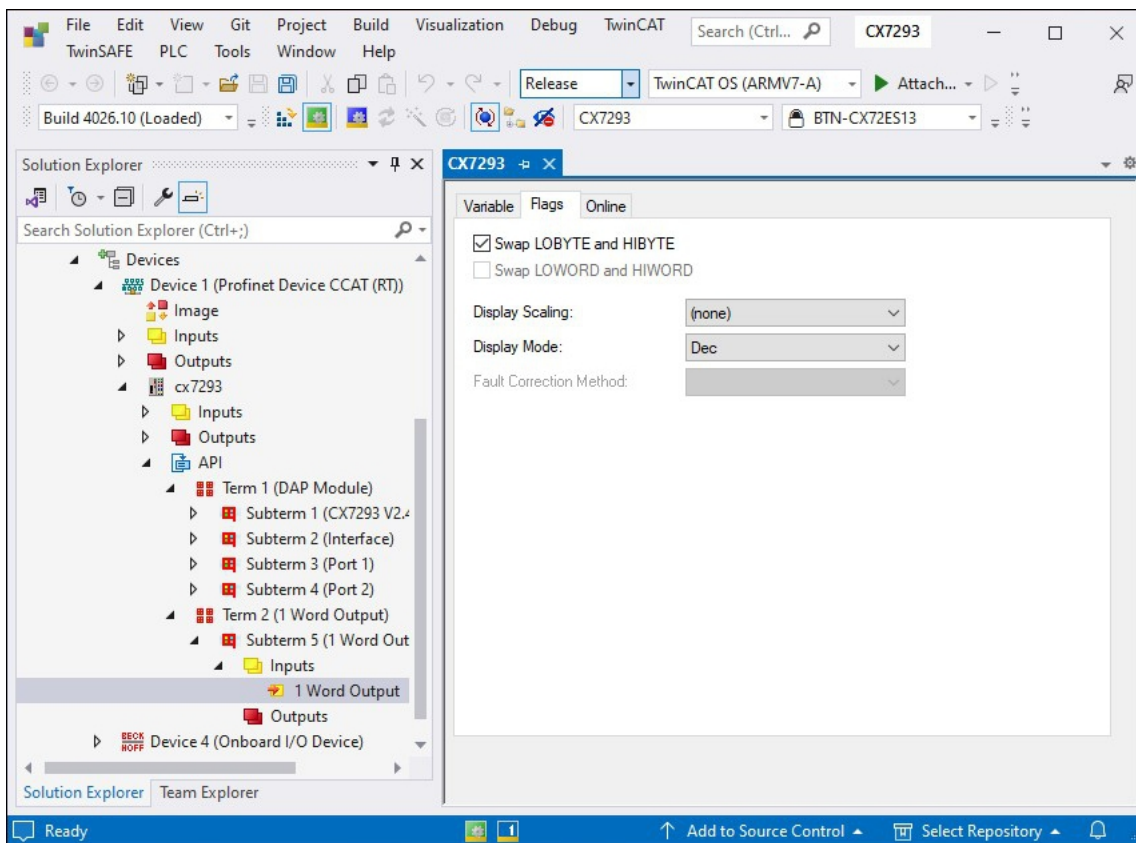 File Edit View Git Project Build Visualization Debug TwinCAT Search (Ctrl... CX7293
TwinSAFE PLC Tools Window Help
Release TwinCAT OS (ARMV7-A) Attach...
Build 4026.10 (Loaded) CX7293 BTN-CX72ES13
Solution Explorer
Search Solution Explorer (Ctrl+;)
Devices
Device 1 (Profinet Device CCAT (RT))
Image
Inputs
Outputs
cx7293
Inputs
Outputs
API
Term 1 (DAP Module)
Subterm 1 (CX7293 V2.4
Subterm 2 (Interface)
Subterm 3 (Port 1)
Subterm 4 (Port 2)
Term 2 (1 Word Output)
Subterm 5 (1 Word Out
Inputs
1 Word Output
Outputs
BECKHOFF Device 4 (Onboard I/O Device)
Solution Explorer Team Explorer
CX7293
Variable Flags Online
Swap LOBYTE and HIBYTE
Swap LOWORD and HIWORD
Display Scaling: (none)
Display Mode: Dec
Fault Correction Method:
Ready 1 Add to Source Control Select Repository